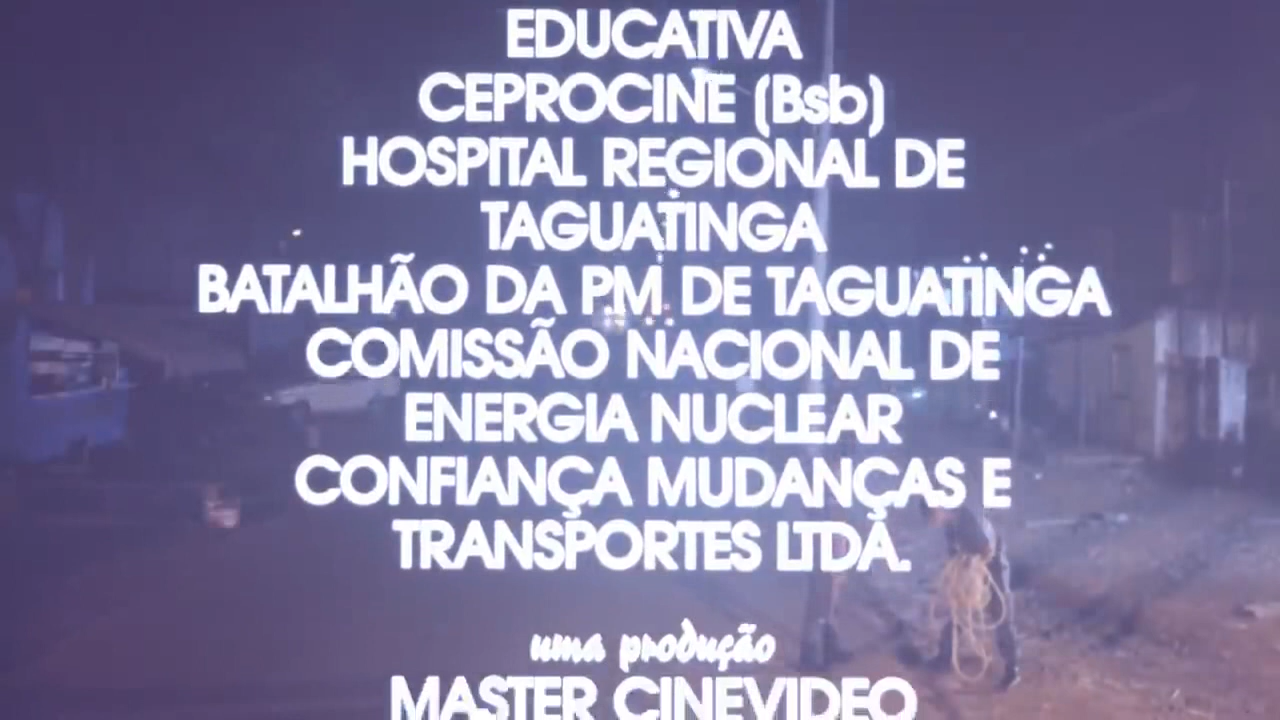 EDUCATIVA
CEPROCINE (Bsb)
HOSPITAL REGIONAL DE
TAGUATINGA
BATALHÃO DA PM DE TAGUATINGA
COMISSÃO NACIONAL DE
ENERGIA NUCLEAR
CONFIANÇA MUDANÇAS E
TRANSPORTES LTDA.
uma produção
MASTER CINEVIDEO